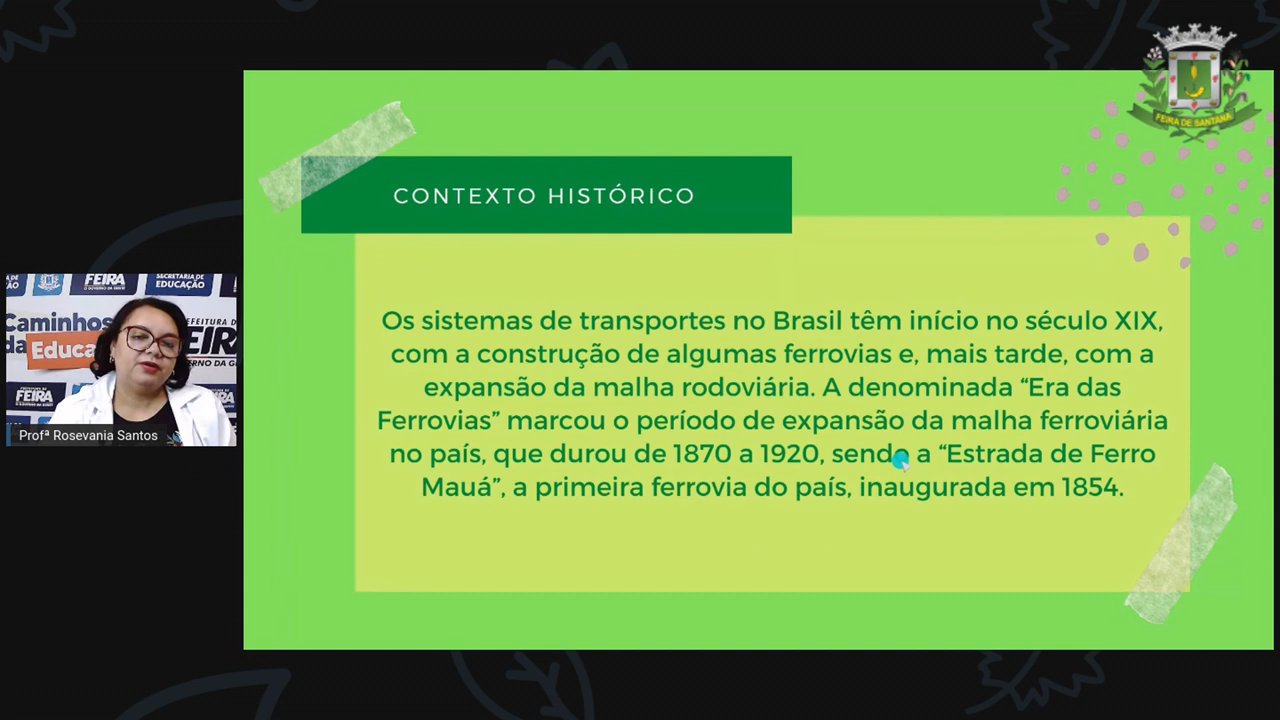 FEIRA DE SANTANA
CONTEXTO HISTÓRICO
Os sistemas de transportes no Brasil têm início no século XIX,
com a construção de algumas ferrovias e, mais tarde, com a
expansão da malha rodoviária. A denominada “Era das
Ferrovias” marcou o período de expansão da malha ferroviária
no país, que durou de 1870 a 1920, sendo a “Estrada de Ferro
Mauá”, a primeira ferrovia do país, inaugurada em 1854.
FEIRA
SECRETARIA DE
EDUCAÇÃO
Caminhos
da Educa
FEIRA
Profª Rosevania Santos